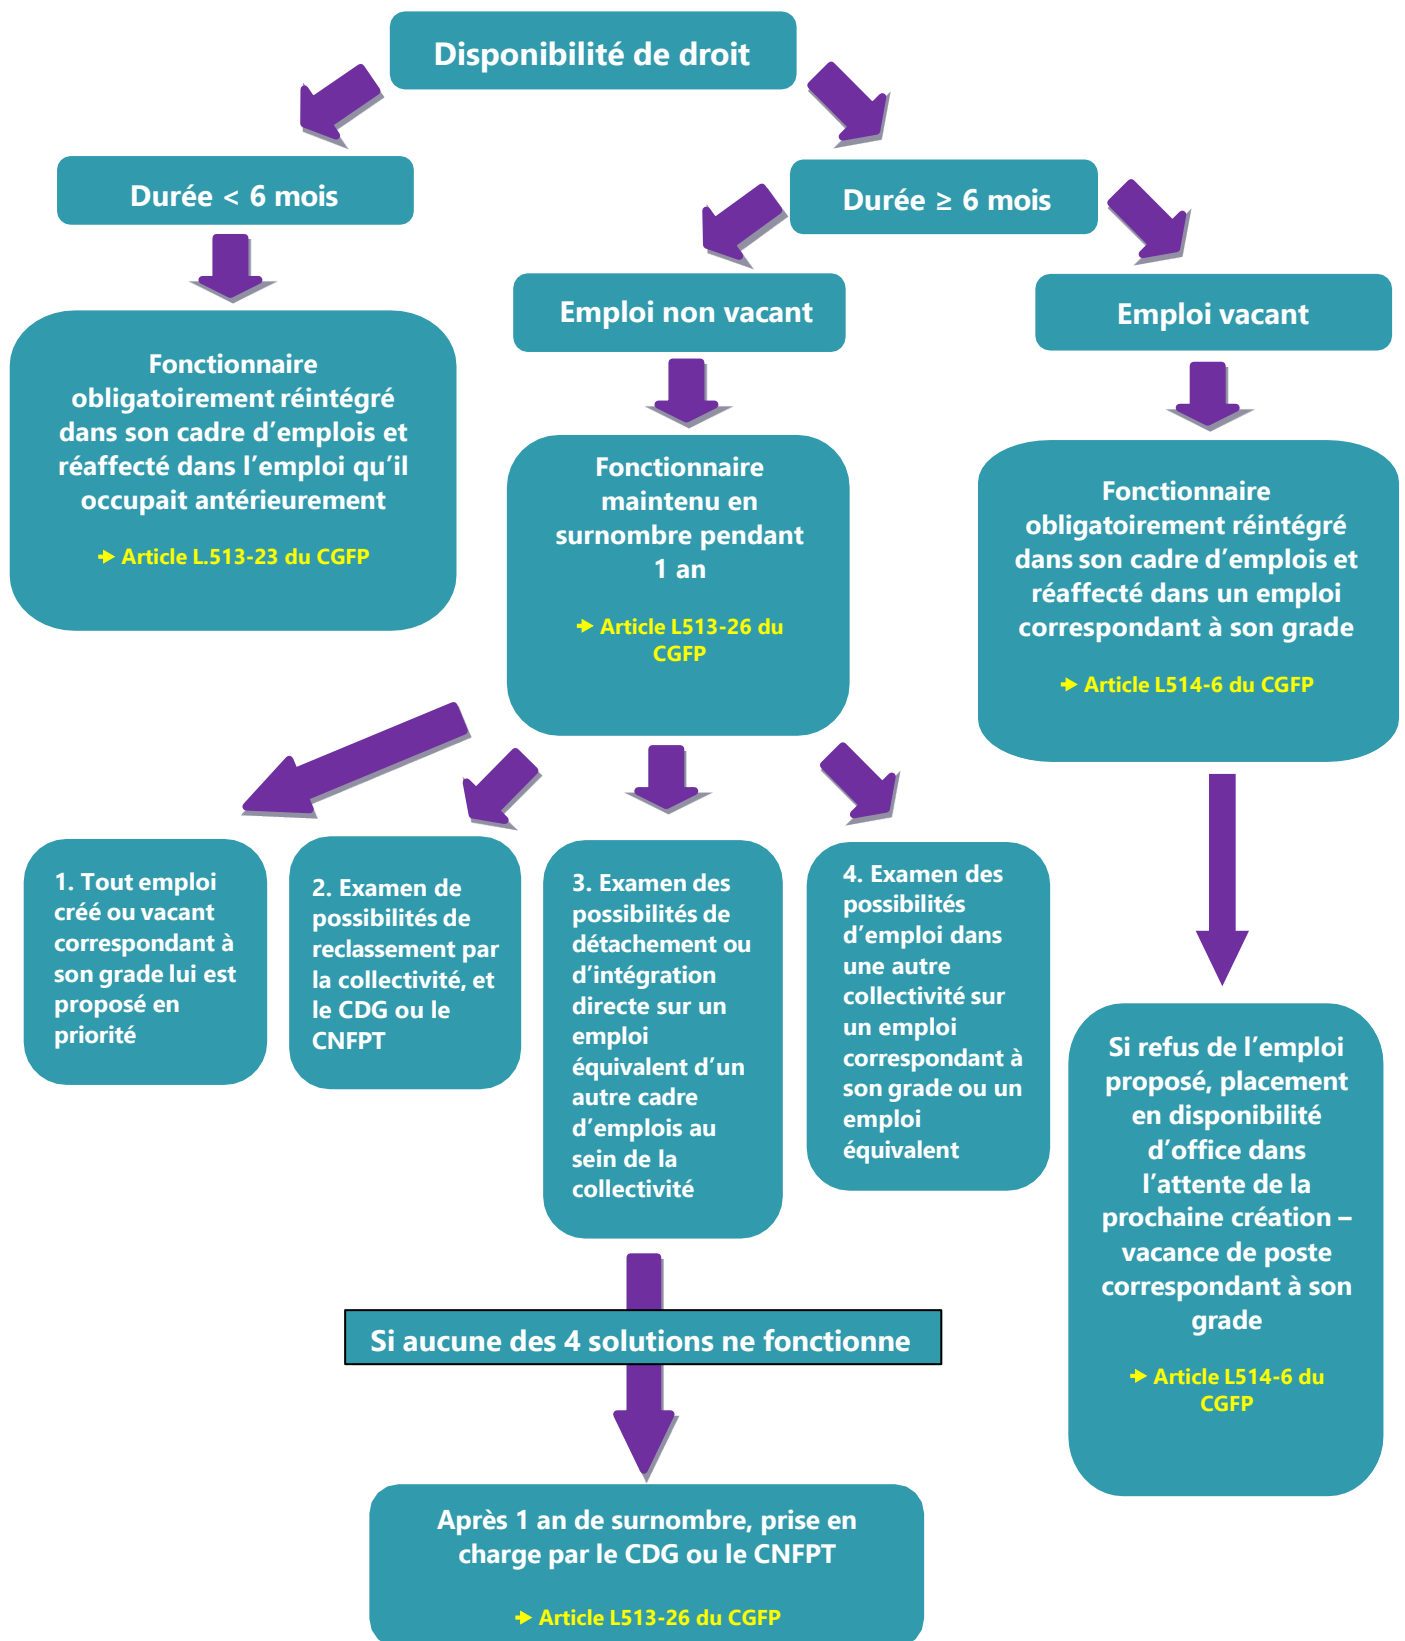 Disponibilité de droit
Durée < 6 mois
Durée ≥ 6 mois
Emploi non vacant
Emploi vacant
Fonctionnaire
obligatoirement réintégré
dans son cadre d’emplois et
réaffecté dans l’emploi qu’il
occupait antérieurement
➔ Article L.513-23 du CGFP
Fonctionnaire
maintenu en
surnombre pendant
1 an
➔ Article L513-26 du
CGFP
Fonctionnaire
obligatoirement réintégré
dans son cadre d’emplois et
réaffecté dans un emploi
correspondant à son grade
➔ Article L514-6 du CGFP
1. Tout emploi
créé ou vacant
correspondant à
son grade lui est
proposé en
priorité
2. Examen de
possibilités de
reclassement par
la collectivité, et
le CDG ou le
CNFPT
3. Examen des
possibilités de
détachement ou
d’intégration
directe sur un
emploi
équivalent d’un
autre cadre
d’emplois au
sein de la
collectivité
4. Examen des
possibilités
d’emploi dans
une autre
collectivité sur
un emploi
correspondant à
son grade ou un
emploi
équivalent
Si refus de l’emploi
proposé, placement
en disponibilité
d’office dans
l’attente de la
prochaine création –
vacance de poste
correspondant à son
grade
➔ Article L514-6 du
CGFP
Si aucune des 4 solutions ne fonctionne
Après 1 an de surnombre, prise en
charge par le CDG ou le CNFPT
➔ Article L513-26 du CGFP